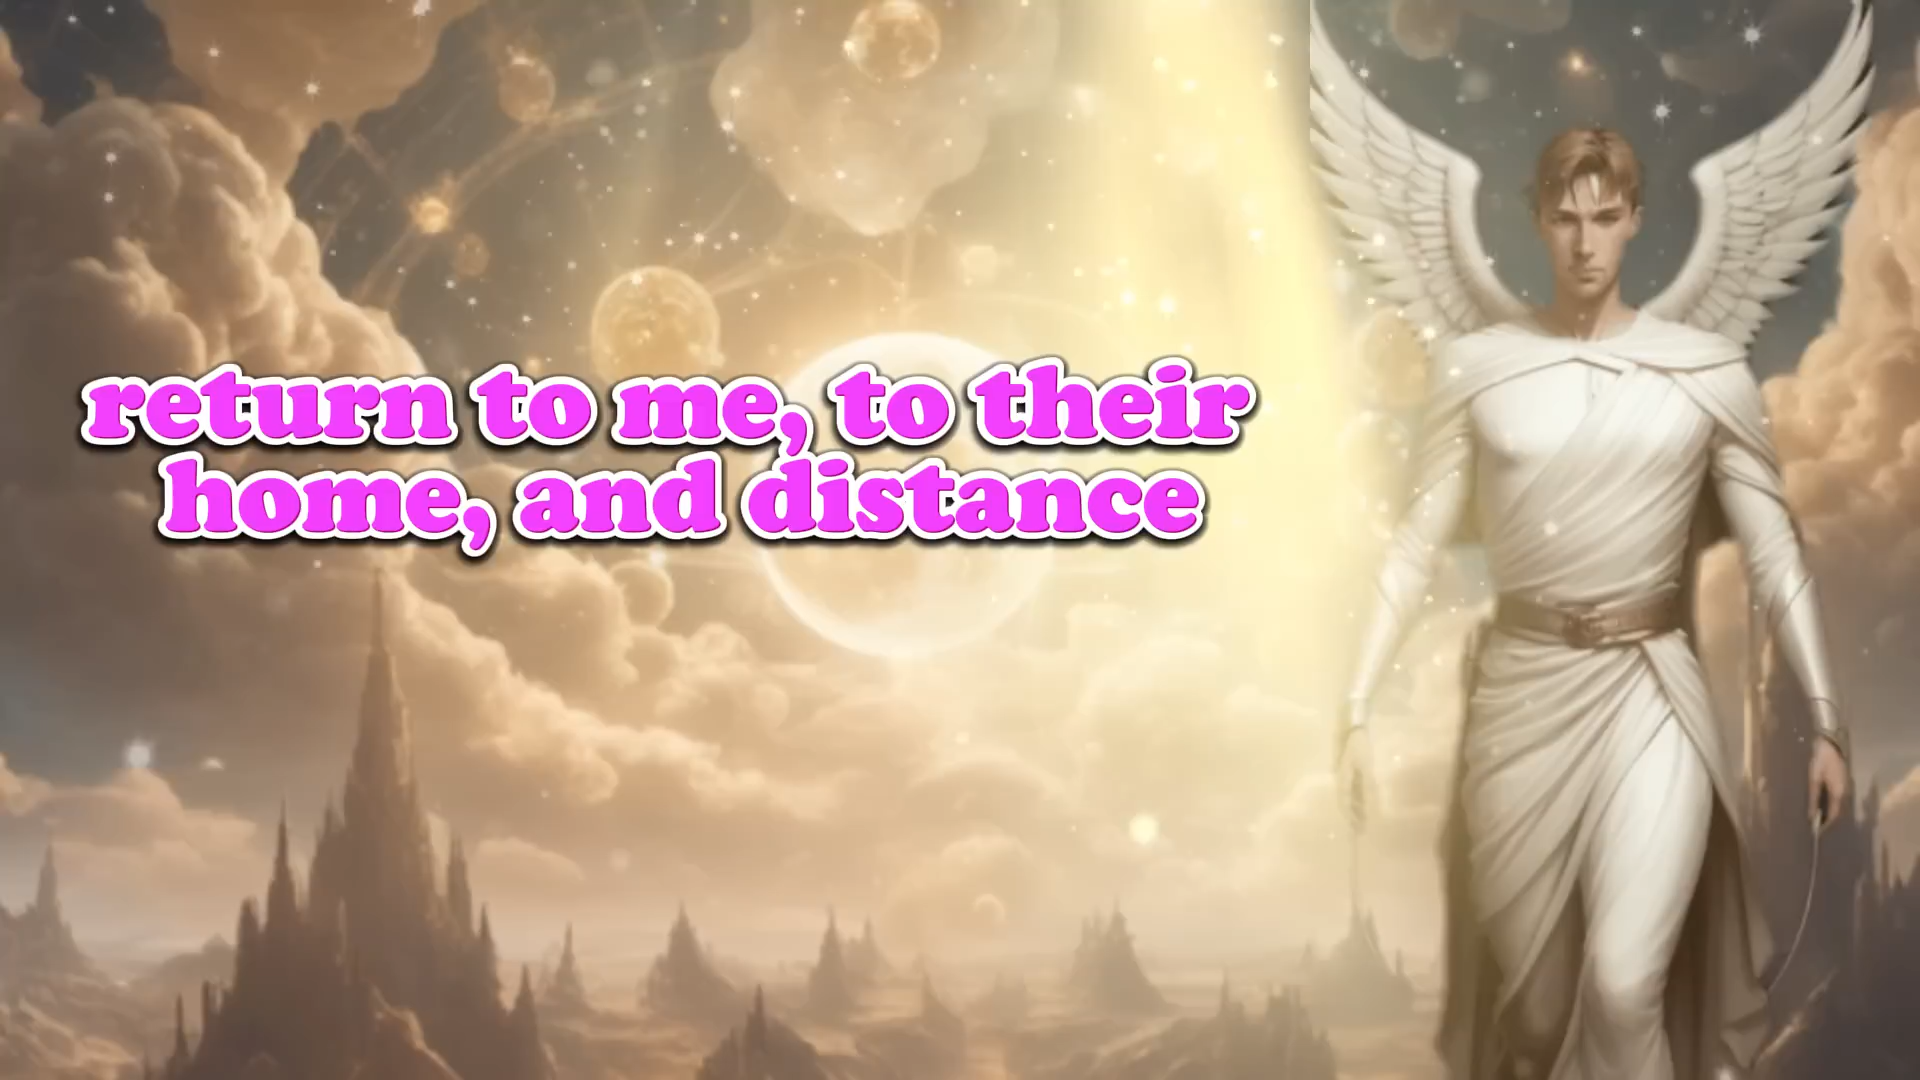 return to me, to their
home, and distance